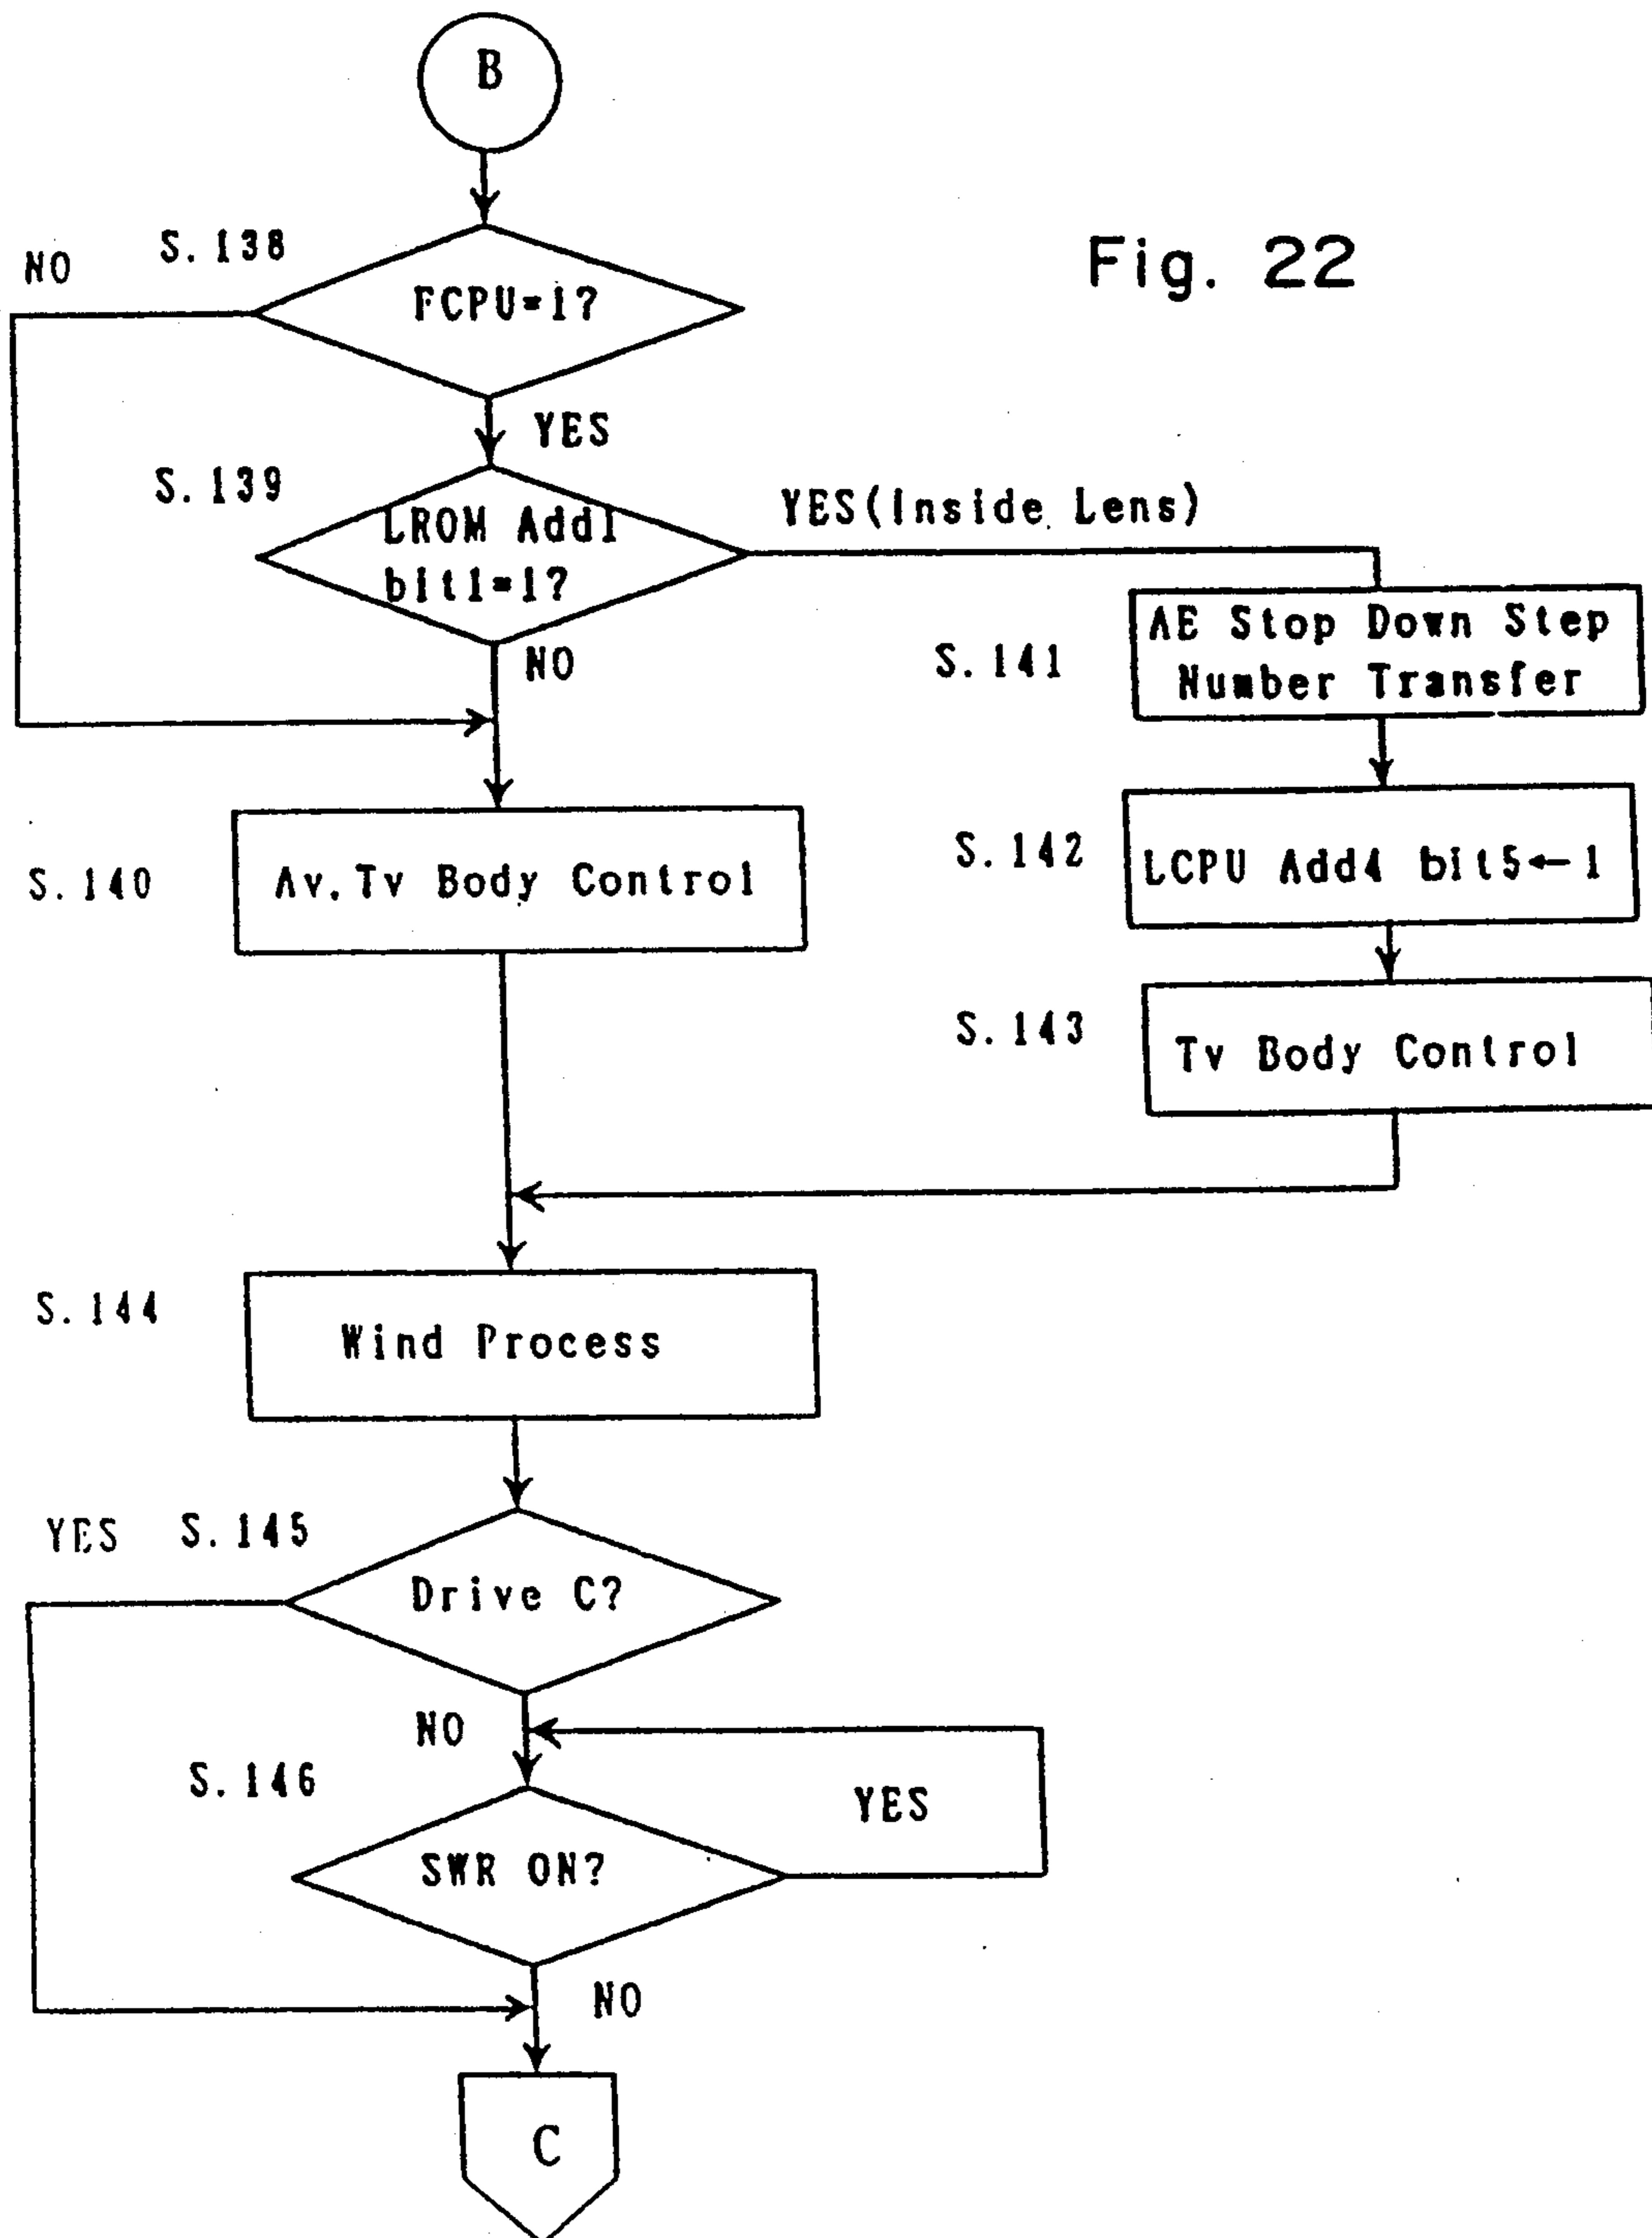 B
Fig. 22
NO
S.138
FCPU=1?
YES
S.139
LROM Add1
bit1=1?
YES(Inside Lens)
NO
S.141
AE Stop Down Step
Number Transfer
S.140
Av.Tv Body Control
S.142
LCPU Add4 bit5←1
S.143
Tv Body Control
S.144
Wind Process
YES
S.145
Drive C?
NO
S.146
SWR ON?
YES
NO
C